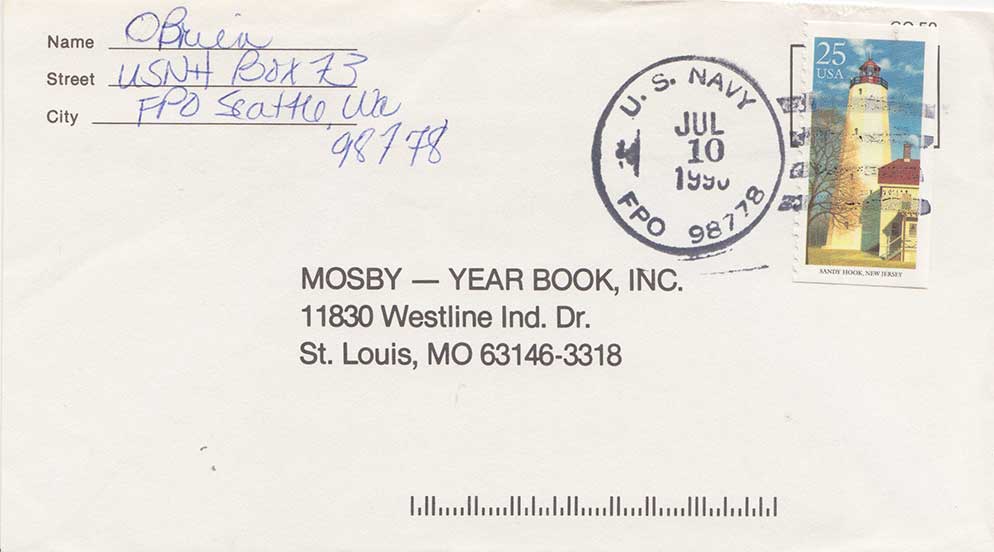 Name OBrien
Street USNH Box 73
City FPO Seattle, Wa
98778
U. S. NAVY
JUL
10
1990
FPO 98778
25
USA
SANDY HOOK, NEW JERSEY
MOSBY — YEAR BOOK, INC.
11830 Westline Ind. Dr.
St. Louis, MO 63146-3318